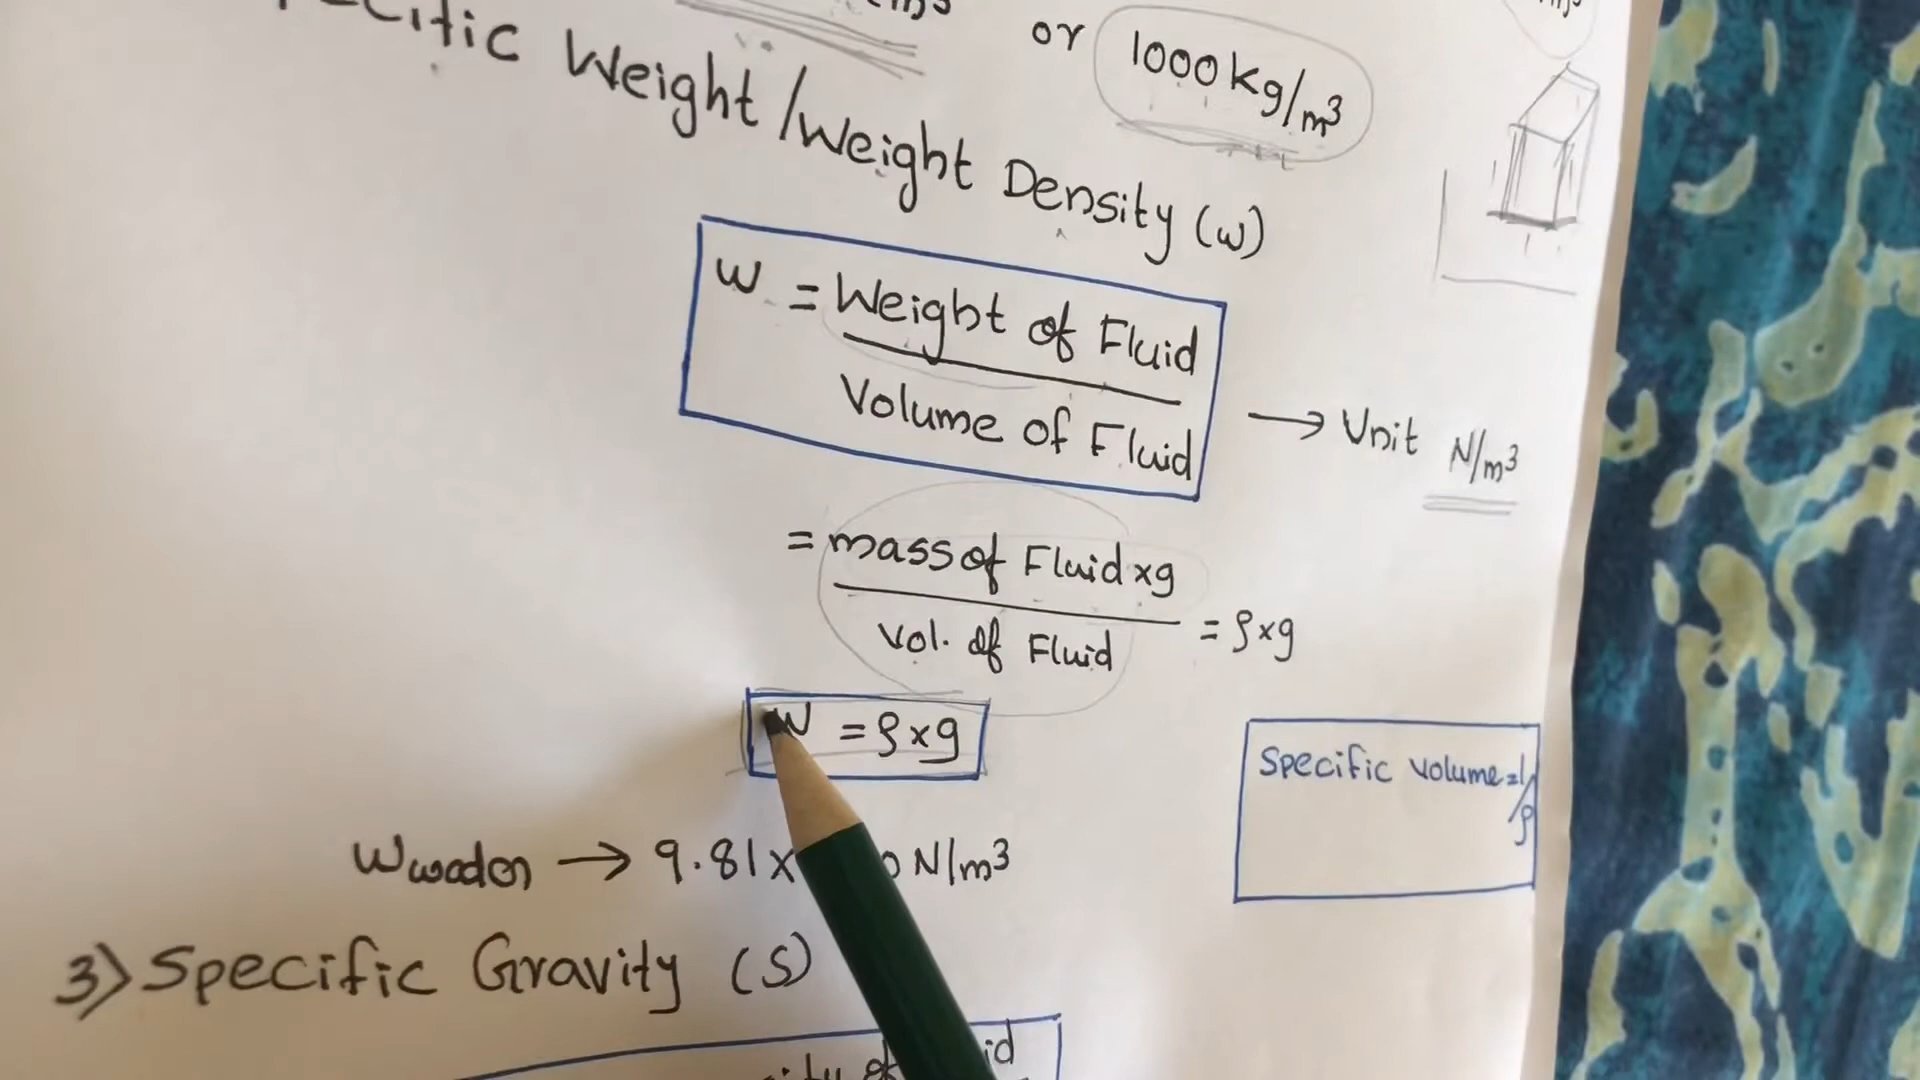 or 1000 kg/m³
Weight/Weight Density (w)
w = Weight of Fluid
Volume of Fluid
→ Unit N/m³
= mass of Fluid x g
Vol. of Fluid
= ρ x g
w = ρ x g
Specific Volume = 1/ρ
Wwater → 9.81 x N/m³
3) Specific Gravity (S)